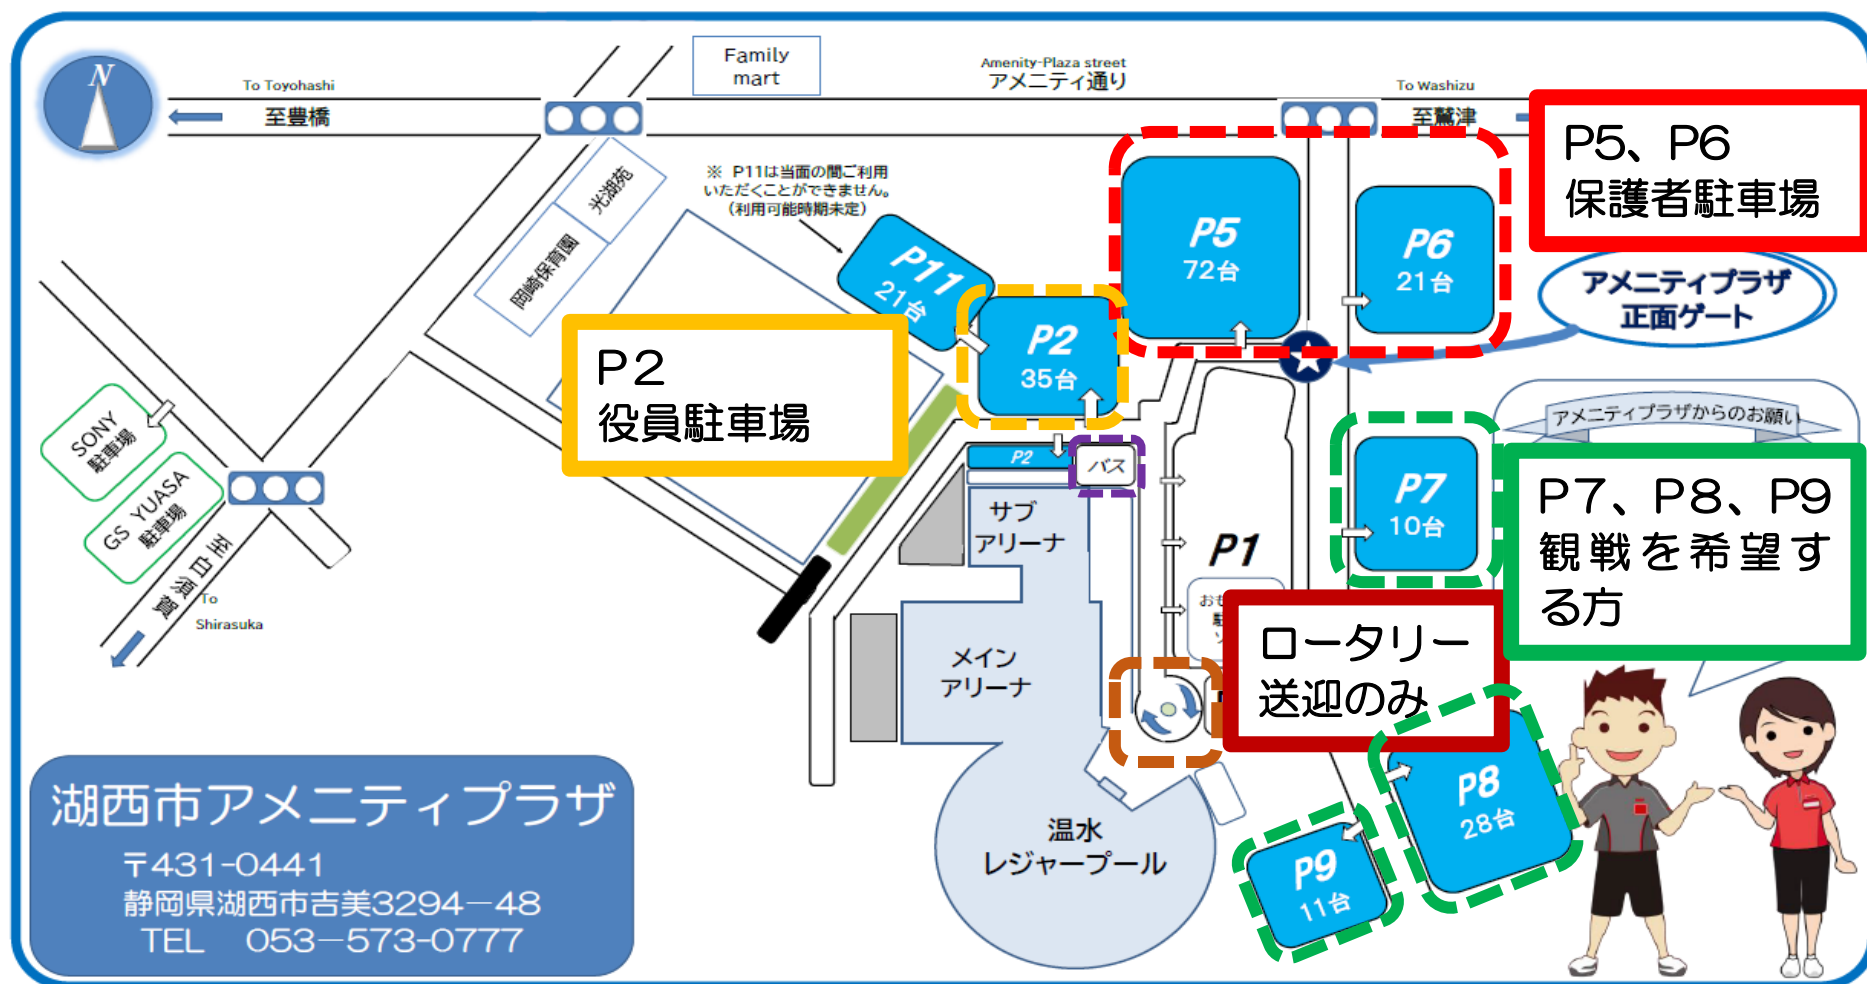 N
To Toyohashi
至豊橋
Family
mart
Amenity-Plaza street
アメニティ通り
To Washizu
至鷲津
P5、P6
保護者駐車場
※ P11は当面の間ご利用
いただくことができません。
（利用可能時期未定）
光湖苑
岡崎保育園
P11
21台
P5
72台
P6
21台
アメニティプラザ
正面ゲート
P2
35台
P2
役員駐車場
SONY
駐車場
GS YUASA
駐車場
至白須賀
To
Shirasuka
P2
バス
アメニティプラザからのお願い
P7
10台
P7、P8、P9
観戦を希望す
る方
サブ
アリーナ
P1
おも
ロータリー
送迎のみ
メイン
アリーナ
P8
28台
温水
レジャープール
P9
11台
湖西市アメニティプラザ
〒431-0441
静岡県湖西市吉美3294－48
TEL 053－573-0777